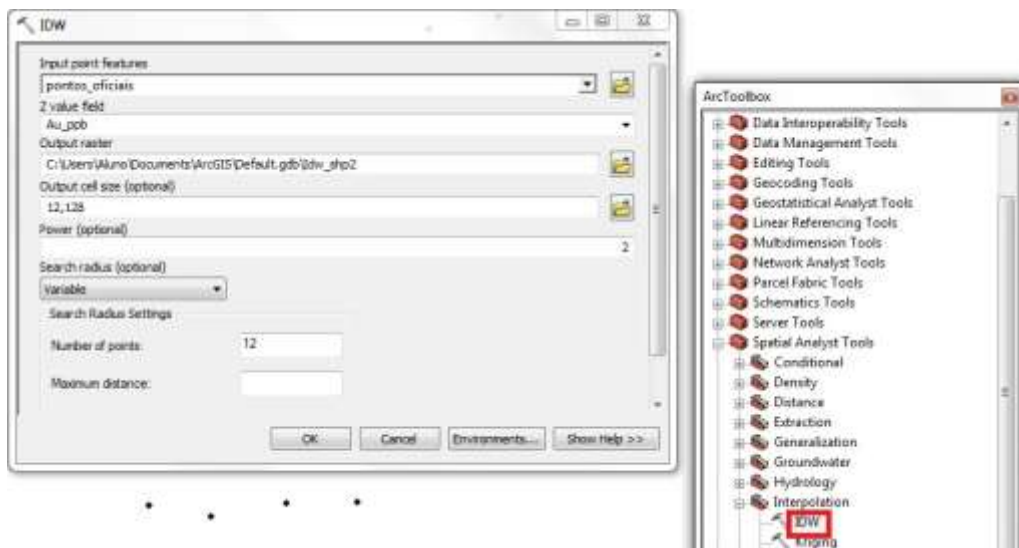 IDW
Input point features
pontos_oficiais
Z value field
Au_ppb
Output raster
C:\Users\Aluno\Documents\ArcGIS\Default.gdb\Idw_shp2
Output cell size (optional)
12,128
Power (optional)
2
Search radius (optional)
Variable
Search Radius Settings
Number of points:
12
Maximum distance:
OK
Cancel
Environments...
Show Help >>
ArcToolbox
Data Interoperability Tools
Data Management Tools
Editing Tools
Geocoding Tools
Geostatistical Analyst Tools
Linear Referencing Tools
Multidimension Tools
Network Analyst Tools
Parcel Fabric Tools
Schematics Tools
Server Tools
Spatial Analyst Tools
Conditional
Density
Distance
Extraction
Generalization
Groundwater
Hydrology
Interpolation
IDW
Kriging